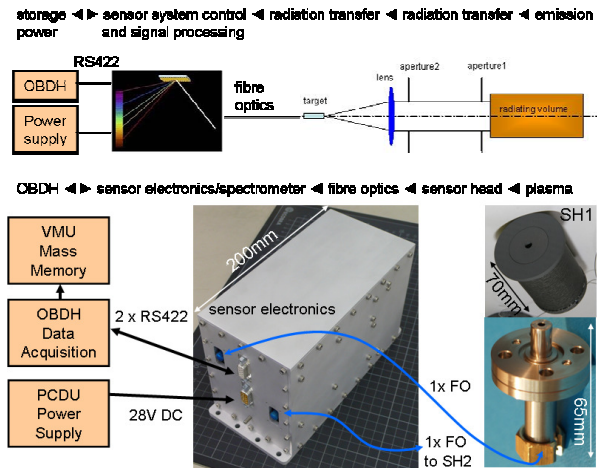 storage ◄ ► sensor system control ◄ radiation transfer ◄ radiation transfer ◄ emission
power and signal processing
RS422
OBDH
Power
supply
fibre
optics
target
lens
aperture2
aperture1
radiating volume
OBDH ◄ ► sensor electronics/spectrometer ◄ fibre optics ◄ sensor head ◄ plasma
VMU
Mass
Memory
OBDH
Data
Acquisition
PCDU
Power
Supply
2 x RS422
28V DC
200mm
sensor electronics
SH1
70mm
65mm
1x FO
1x FO
to SH2